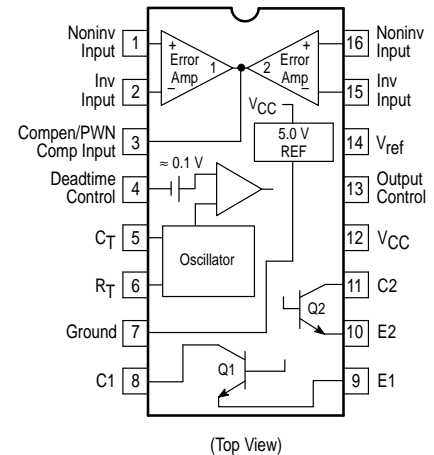 Noninv
Input
1
Inv
Input
2
Compen/PWN
Comp Input
3
Deadtime
Control
4
CT
5
RT
6
Ground
7
C1
8
+
Error
Amp
1
–
+
2
Error
Amp
–
VCC
5.0 V
REF
≈ 0.1 V
Oscillator
Q2
Q1
16
Noninv
Input
15
Inv
Input
14
Vref
13
Output
Control
12
VCC
11
C2
10
E2
9
E1
(Top View)